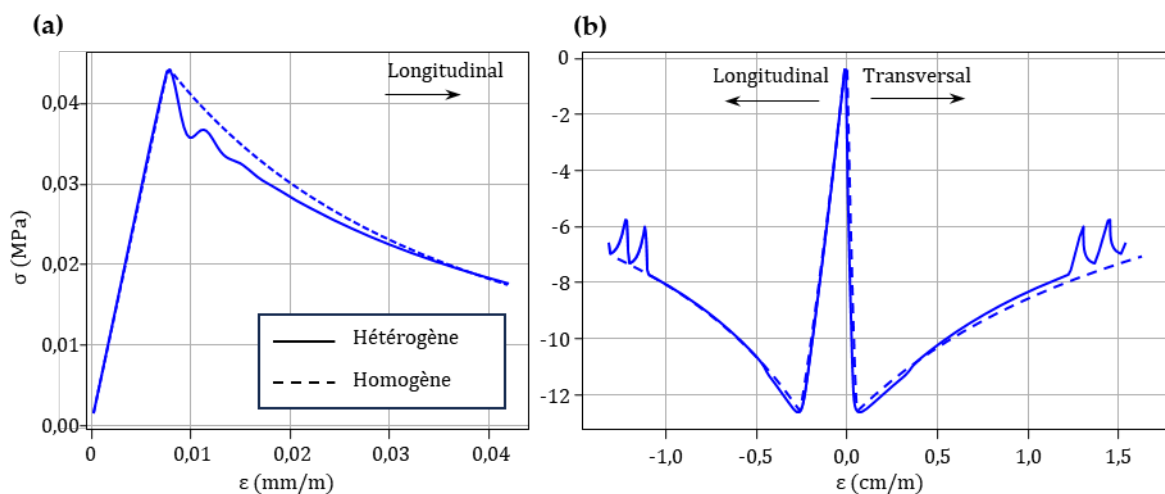 (a)
Longitudinal
0,04
0,03
0,02
0,01
0,00
σ (MPa)
Hétérogène
Homogène
0
0,01
0,02
0,03
0,04
ε (mm/m)
(b)
Longitudinal
Transversal
0
-2
-4
-6
-8
-10
-12
-1,0
-0,5
0,0
0,5
1,0
1,5
ε (cm/m)